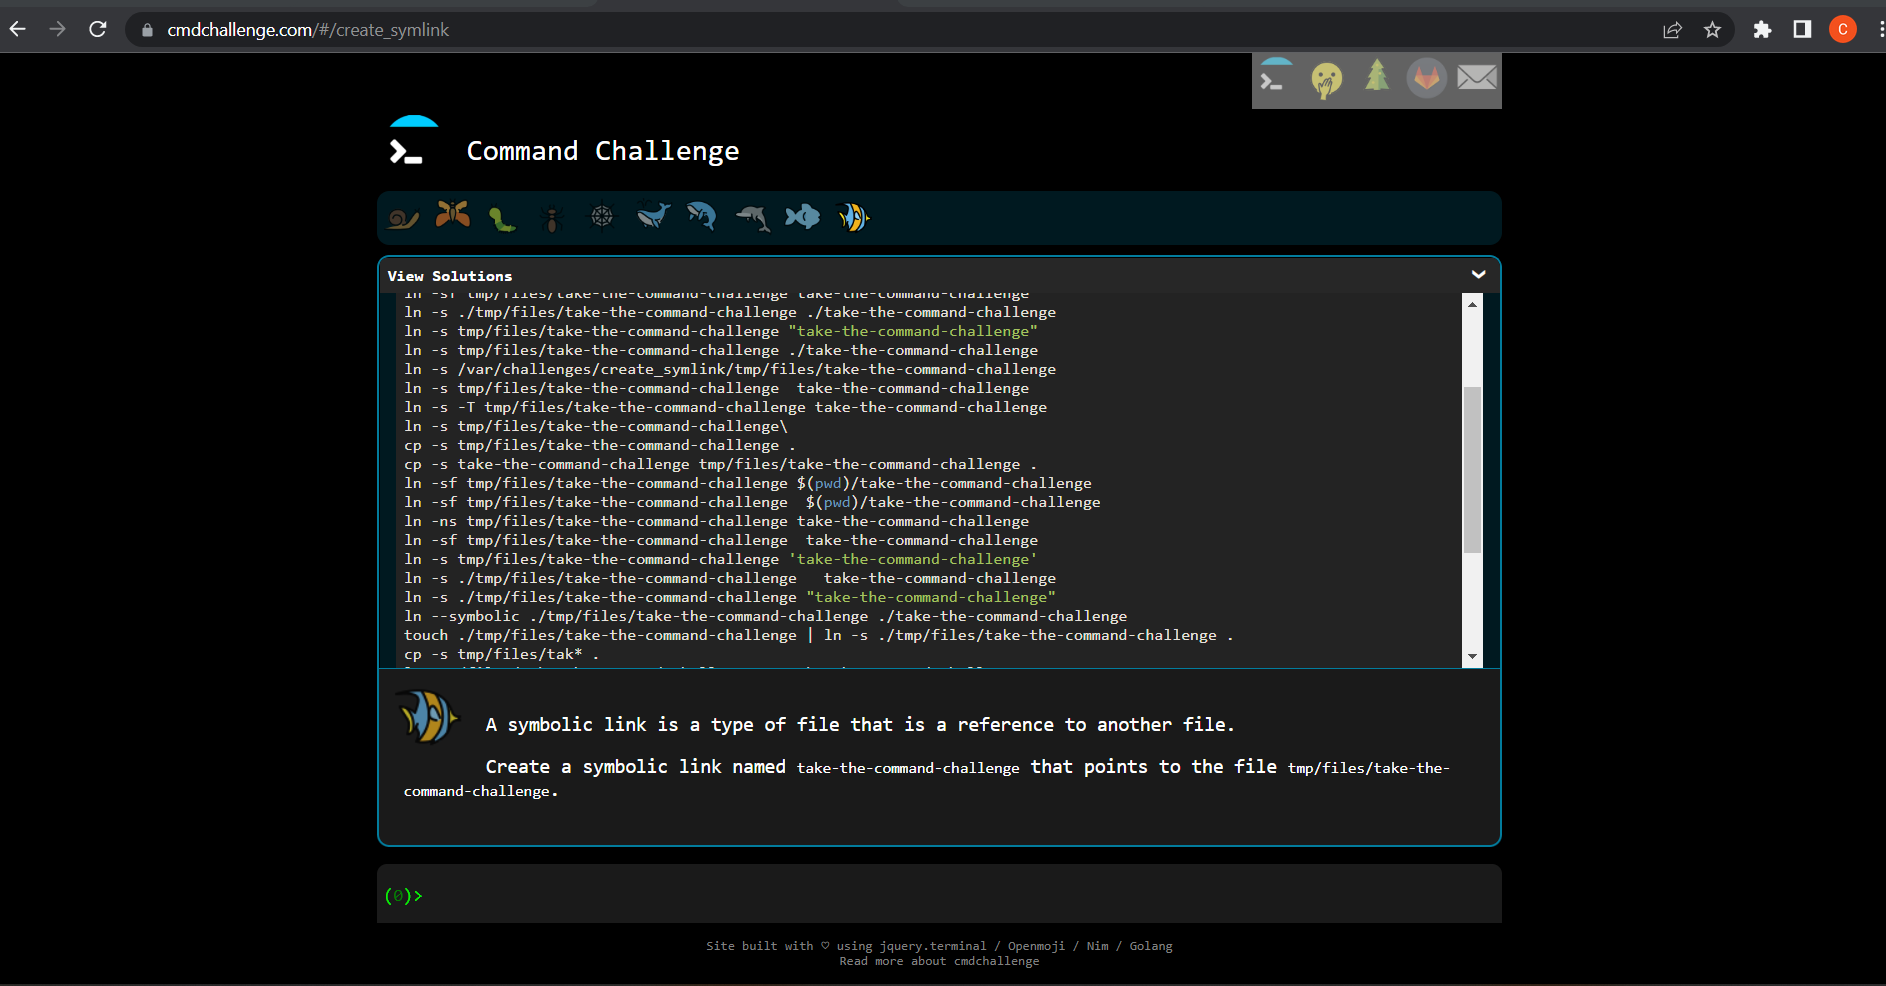 cmdchallenge.com/#/create_symlink
C
Command Challenge
View Solutions
ln -sf tmp/files/take-the-command-challenge take-the-command-challenge
ln -s ./tmp/files/take-the-command-challenge ./take-the-command-challenge
ln -s tmp/files/take-the-command-challenge "take-the-command-challenge"
ln -s tmp/files/take-the-command-challenge ./take-the-command-challenge
ln -s /var/challenges/create_symlink/tmp/files/take-the-command-challenge
ln -s tmp/files/take-the-command-challenge  take-the-command-challenge
ln -s -T tmp/files/take-the-command-challenge take-the-command-challenge
ln -s tmp/files/take-the-command-challenge\
cp -s tmp/files/take-the-command-challenge .
cp -s take-the-command-challenge tmp/files/take-the-command-challenge .
ln -sf tmp/files/take-the-command-challenge $(pwd)/take-the-command-challenge
ln -sf tmp/files/take-the-command-challenge  $(pwd)/take-the-command-challenge
ln -ns tmp/files/take-the-command-challenge take-the-command-challenge
ln -sf tmp/files/take-the-command-challenge  take-the-command-challenge
ln -s tmp/files/take-the-command-challenge 'take-the-command-challenge'
ln -s ./tmp/files/take-the-command-challenge   take-the-command-challenge
ln -s ./tmp/files/take-the-command-challenge "take-the-command-challenge"
ln --symbolic ./tmp/files/take-the-command-challenge ./take-the-command-challenge
touch ./tmp/files/take-the-command-challenge | ln -s ./tmp/files/take-the-command-challenge .
cp -s tmp/files/tak* .
A symbolic link is a type of file that is a reference to another file.
Create a symbolic link named take-the-command-challenge that points to the file tmp/files/take-the-
command-challenge.
(0)>
Site built with ♡ using jquery.terminal / Openmoji / Nim / Golang
Read more about cmdchallenge